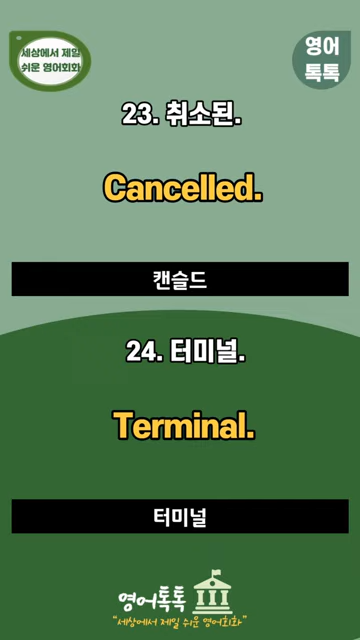 세상에서 제일
쉬운 영어회화
영어
톡톡
23. 취소된.
Cancelled.
캔슬드
24. 터미널.
Terminal.
터미널
영어톡톡
"세상에서 제일 쉬운 영어회화"